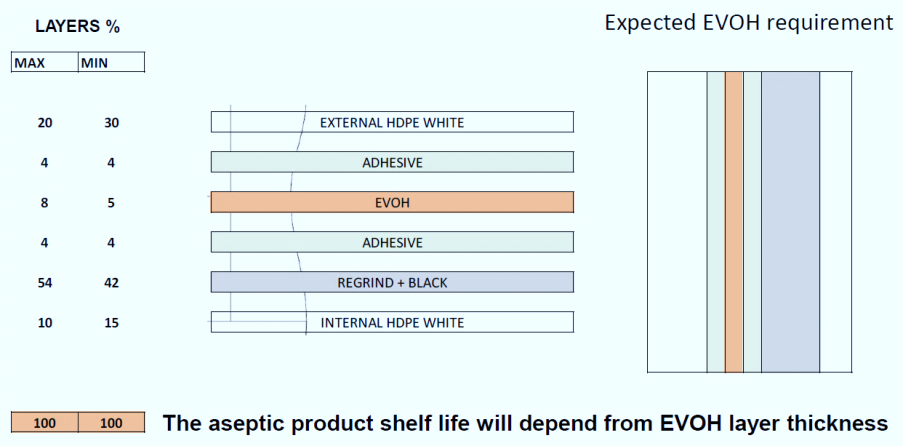 LAYERS %
Expected EVOH requirement
MAX MIN
20 30 EXTERNAL HDPE WHITE
4 4 ADHESIVE
8 5 EVOH
4 4 ADHESIVE
54 42 REGRIND + BLACK
10 15 INTERNAL HDPE WHITE
100 100 The aseptic product shelf life will depend from EVOH layer thickness